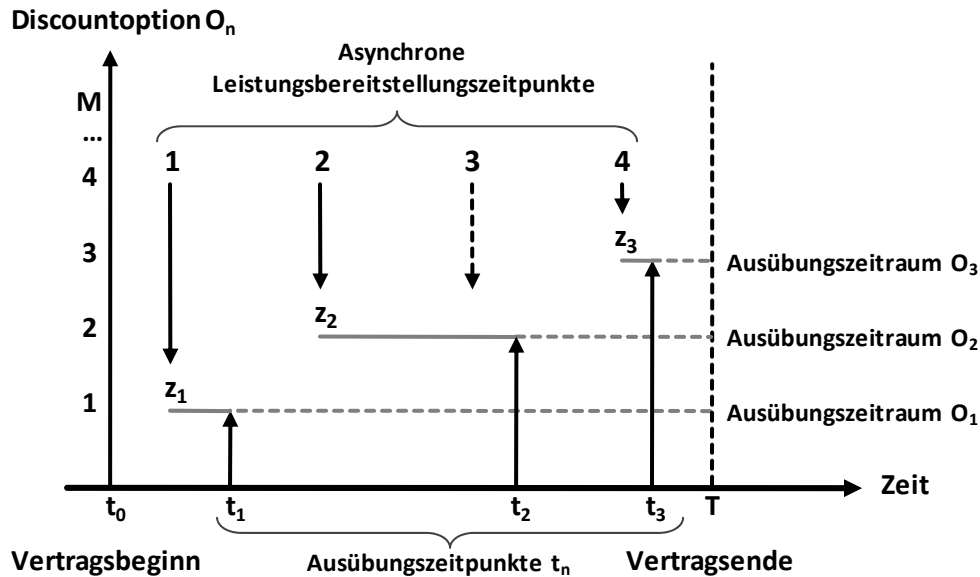 Discountoption Oₙ
Asynchrone
Leistungsbereitstellungszeitpunkte
M
...
1 2 3 4
4
z₃
3
Ausübungszeitraum O₃
z₂
2
Ausübungszeitraum O₂
z₁
1
Ausübungszeitraum O₁
Zeit
t₀ t₁ t₂ t₃ T
Vertragsbeginn Ausübungszeitpunkte tₙ Vertragsende